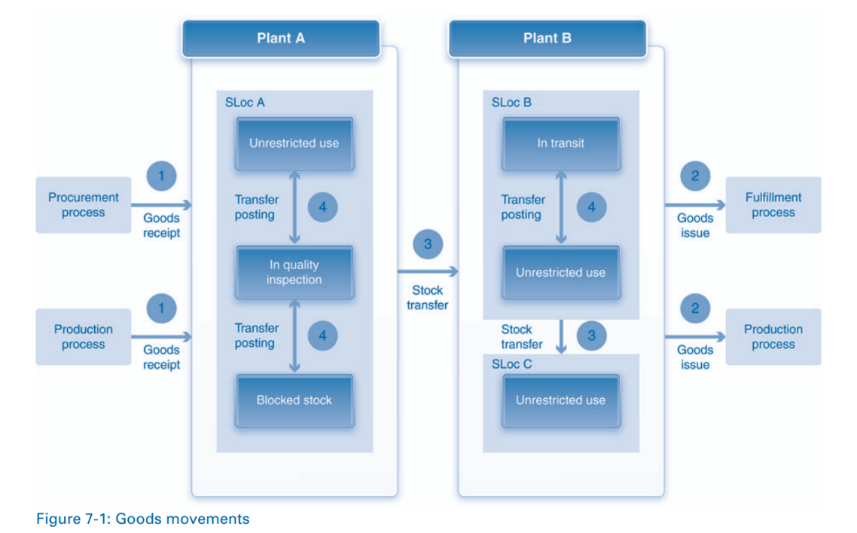 Plant A
Plant B
SLoc A
SLoc B
Unrestricted use
In transit
1
2
Procurement
process
Goods
receipt
Transfer
posting
4
Transfer
posting
4
Goods
issue
Fulfillment
process
3
In quality
inspection
Unrestricted use
Stock
transfer
1
2
Production
process
Goods
receipt
Transfer
posting
4
Stock
transfer
3
Goods
issue
Production
process
SLoc C
Blocked stock
Unrestricted use
Figure 7-1: Goods movements